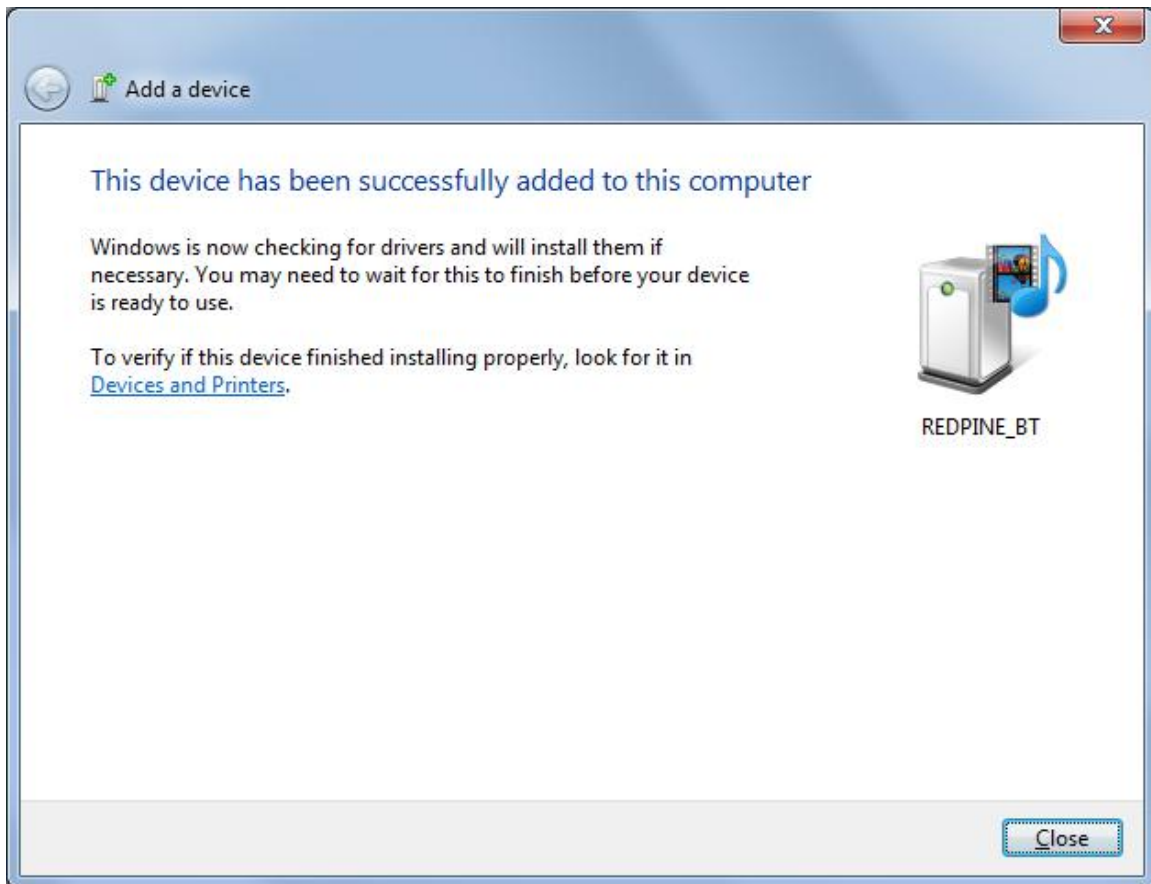 Add a device
This device has been successfully added to this computer
Windows is now checking for drivers and will install them if
necessary. You may need to wait for this to finish before your device
is ready to use.
To verify if this device finished installing properly, look for it in
Devices and Printers.
REDPINE_BT
Close